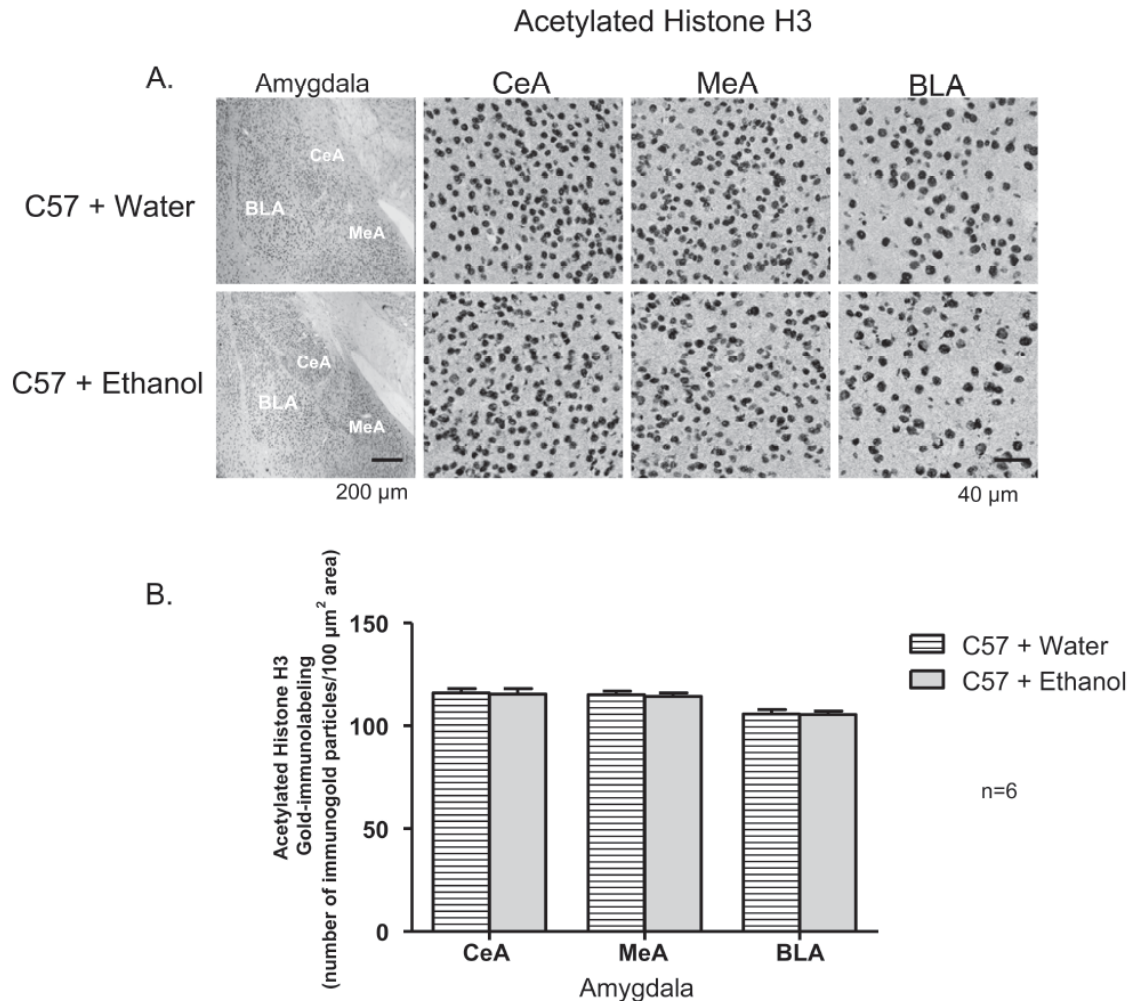 Acetylated Histone H3
A.
Amygdala
CeA
MeA
BLA
C57 + Water
CeA
BLA
MeA
C57 + Ethanol
CeA
BLA
MeA
200 µm
40 µm
B.
Acetylated Histone H3
Gold-immunolabeling
(number of immunogold particles/100 µm² area)
150
100
50
0
CeA
MeA
BLA
Amygdala
C57 + Water
C57 + Ethanol
n=6